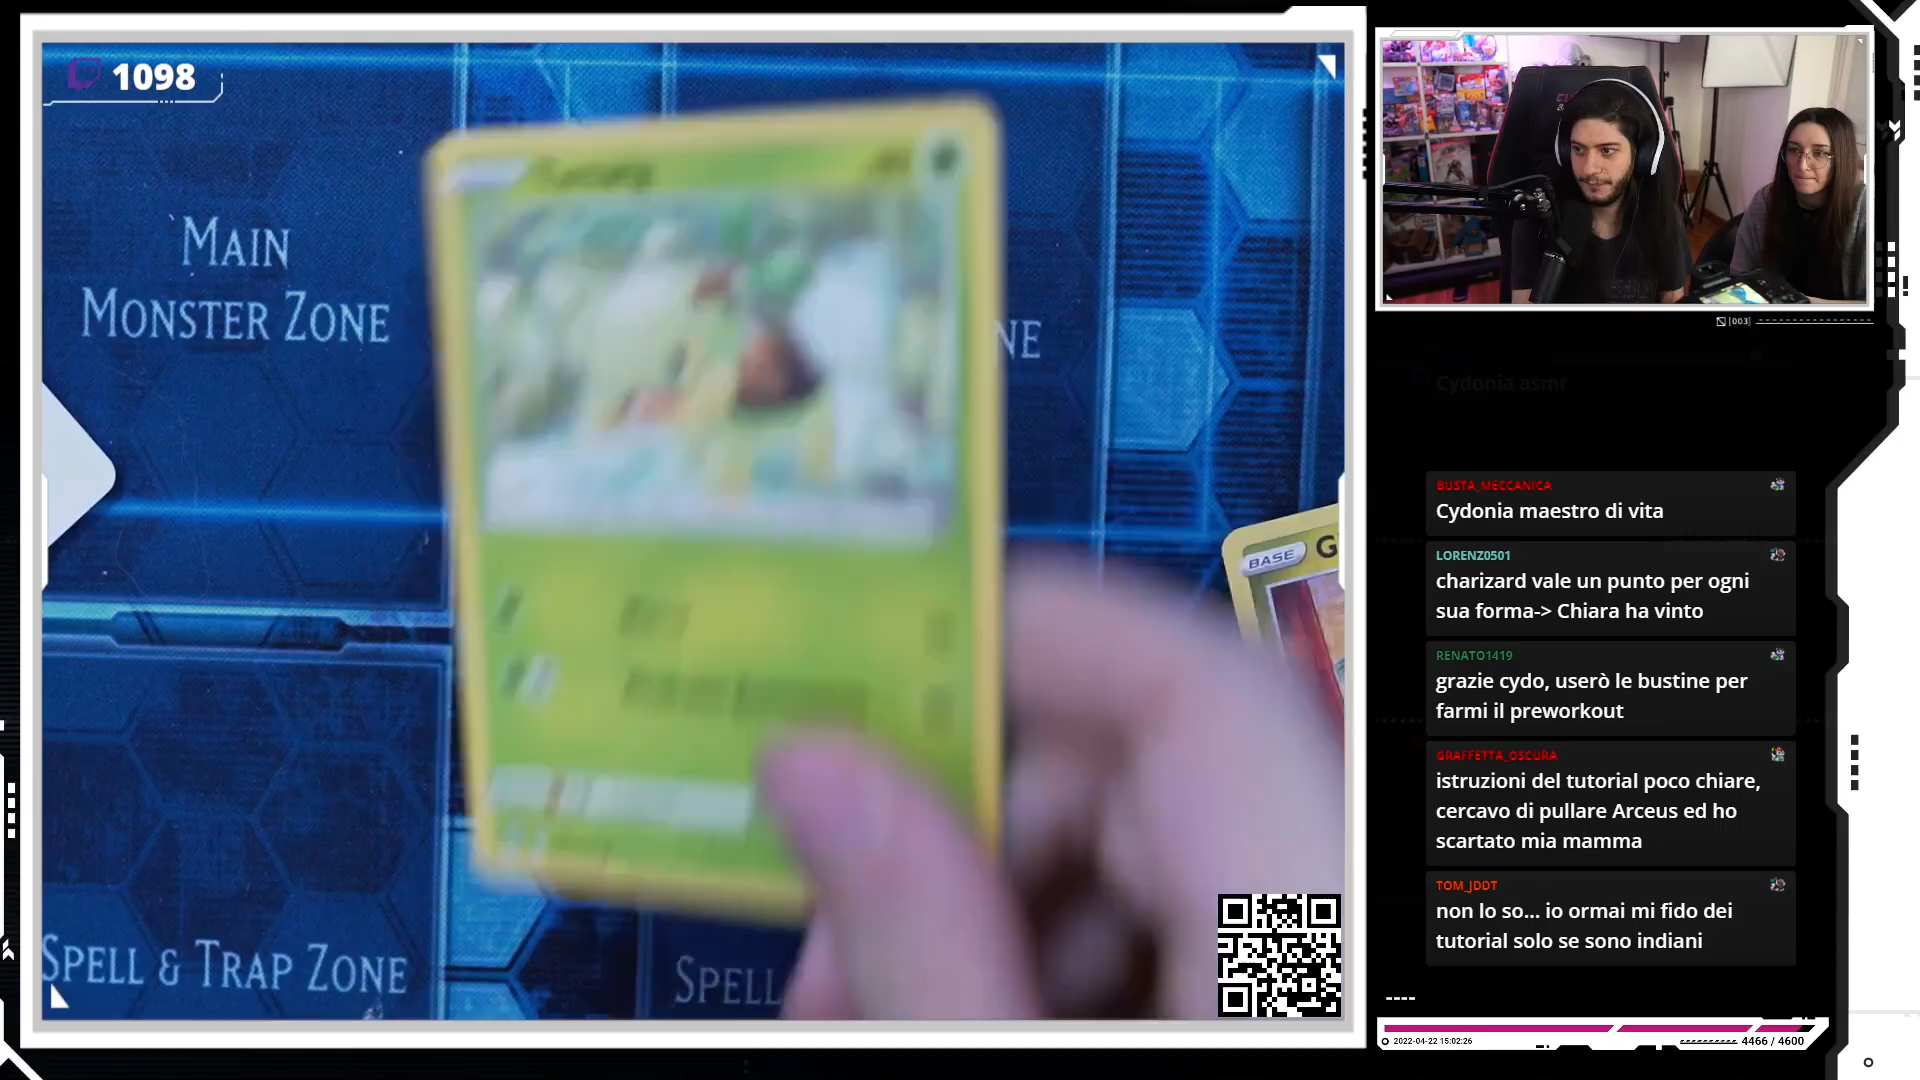 1098
MAIN
MONSTER ZONE
NE
BASE G
SPELL & TRAP ZONE
SPELL
[003]
Cydonia asmr
BUSTA_MECCANICA
Cydonia maestro di vita
LORENZ0501
charizard vale un punto per ogni
sua forma-> Chiara ha vinto
RENATO1419
grazie cydo, userò le bustine per
farmi il preworkout
GRAFFETTA_OSCURA
istruzioni del tutorial poco chiare,
cercavo di pullare Arceus ed ho
scartato mia mamma
TOM_JDDT
non lo so... io ormai mi fido dei
tutorial solo se sono indiani
----
2022-04-22 15:02:26
4466 / 4600